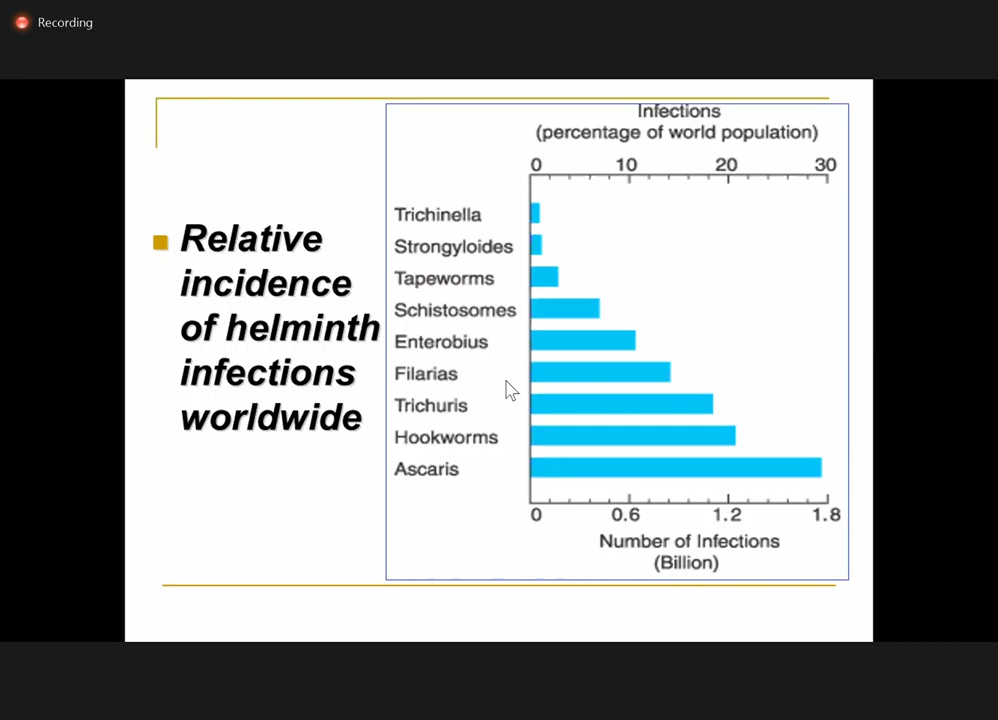 Recording
Relative
incidence
of helminth
infections
worldwide
Infections
(percentage of world population)
0 10 20 30
Trichinella
Strongyloides
Tapeworms
Schistosomes
Enterobius
Filarias
Trichuris
Hookworms
Ascaris
0 0.6 1.2 1.8
Number of Infections
(Billion)